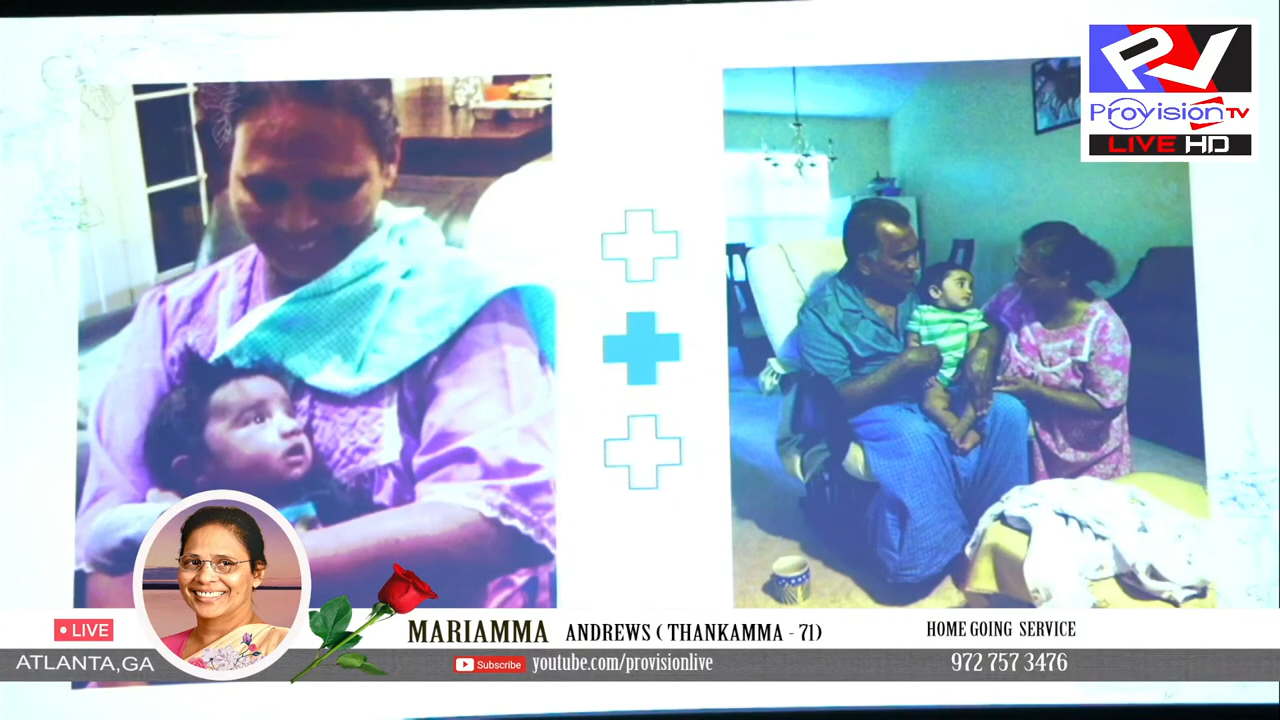 PV
Provision TV
LIVE HD
• LIVE
ATLANTA,GA
MARIAMMA ANDREWS ( THANKAMMA - 71)
Subscribe youtube.com/provisionlive
HOME GOING SERVICE
972 757 3476